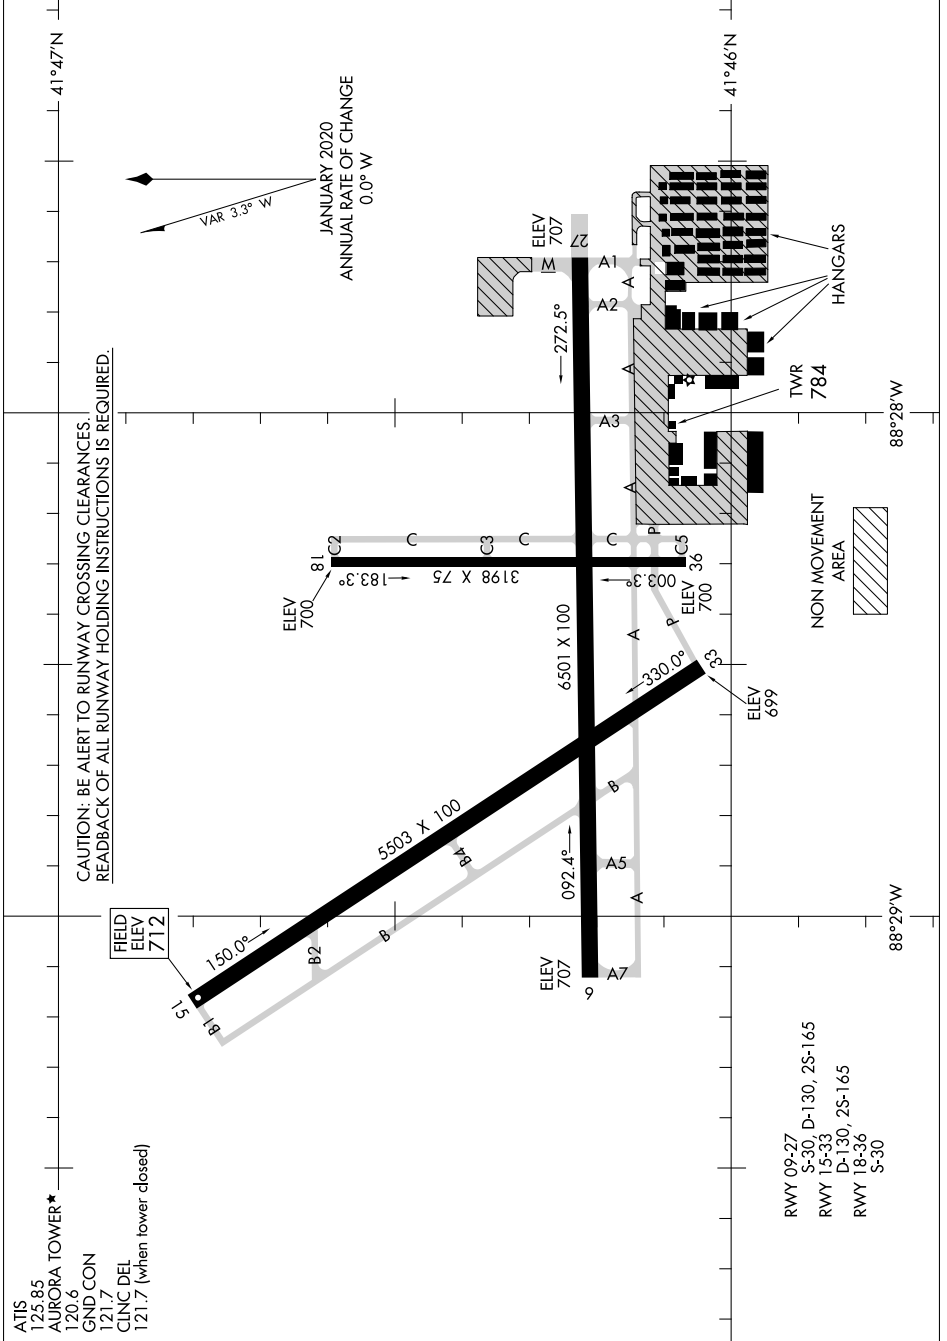 ATIS
125.85
AURORA TOWER★
120.6
GND CON
121.7
CLNC DEL
121.7 (when tower closed)
CAUTION: BE ALERT TO RUNWAY CROSSING CLEARANCES.
READBACK OF ALL RUNWAY HOLDING INSTRUCTIONS IS REQUIRED.
41°47'N
41°46'N
88°28'W
88°29'W
VAR 3.3° W
JANUARY 2020
ANNUAL RATE OF CHANGE
0.0° W
FIELD
ELEV
712
15
150.0°
5503 X 100
B1
B2
B
B4
B
330.0°
33
ELEV
699
ELEV
700
18
183.3°
3198 X 75
003.3°
36
ELEV
700
C2
C
C3
C
C
C5
ELEV
707
9
092.4°
6501 X 100
272.5°
27
ELEV
707
A7
A
A5
A
P
P
A
A3
A
A2
A
A1
M
TWR
784
HANGARS
NON MOVEMENT
AREA
RWY 09-27
S-30, D-130, 2S-165
RWY 15-33
D-130, 2S-165
RWY 18-36
S-30